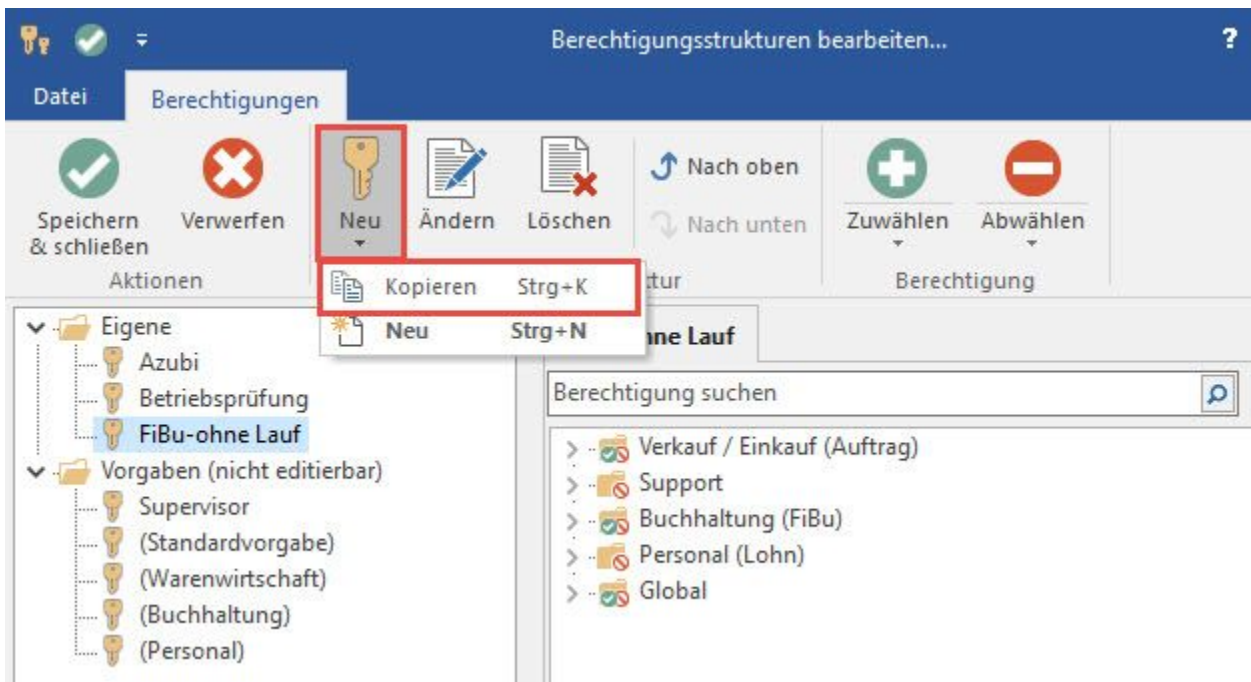 Berechtigungsstrukturen bearbeiten...
?
Datei Berechtigungen
Speichern & schließen
Verwerfen
Neu
Ändern
Löschen
Nach oben
Nach unten
Zuwählen
Abwählen
Aktionen
tur
Berechtigung
Kopieren Strg+K
Neu Strg+N
Eigene
Azubi
Betriebsprüfung
FiBu-ohne Lauf
Vorgaben (nicht editierbar)
Supervisor
(Standardvorgabe)
(Warenwirtschaft)
(Buchhaltung)
(Personal)
ne Lauf
Berechtigung suchen
Verkauf / Einkauf (Auftrag)
Support
Buchhaltung (FiBu)
Personal (Lohn)
Global